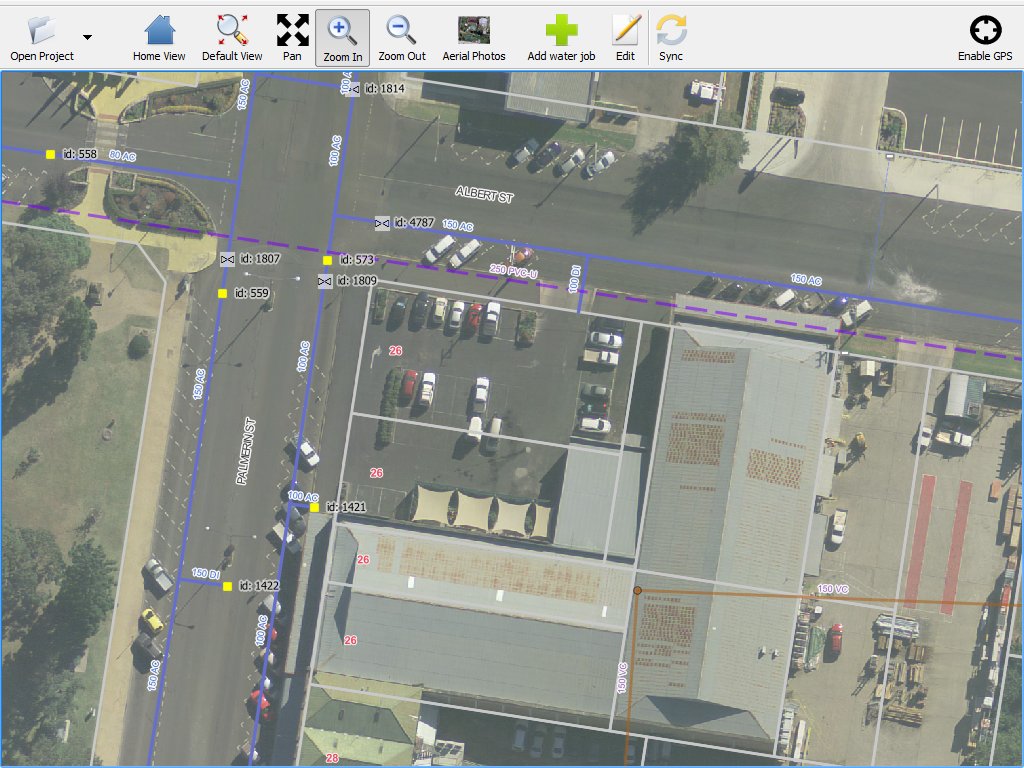 Open Project
Home View
Default View
Pan
Zoom In
Zoom Out
Aerial Photos
Add water job
Edit
Sync
Enable GPS
150 AC
100 A
id: 1814
id: 558
80 AC
100 AC
ALBERT ST
id: 4787
150 AC
id: 1807
id: 573
250 PVC-U
100 DI
150 AC
id: 1809
id: 559
26
100 AC
150 AC
PALMERIN ST
26
100 AC
id: 1421
26
150 DI
id: 1422
150 VC
100 AC
26
150 AC
150 VC
28